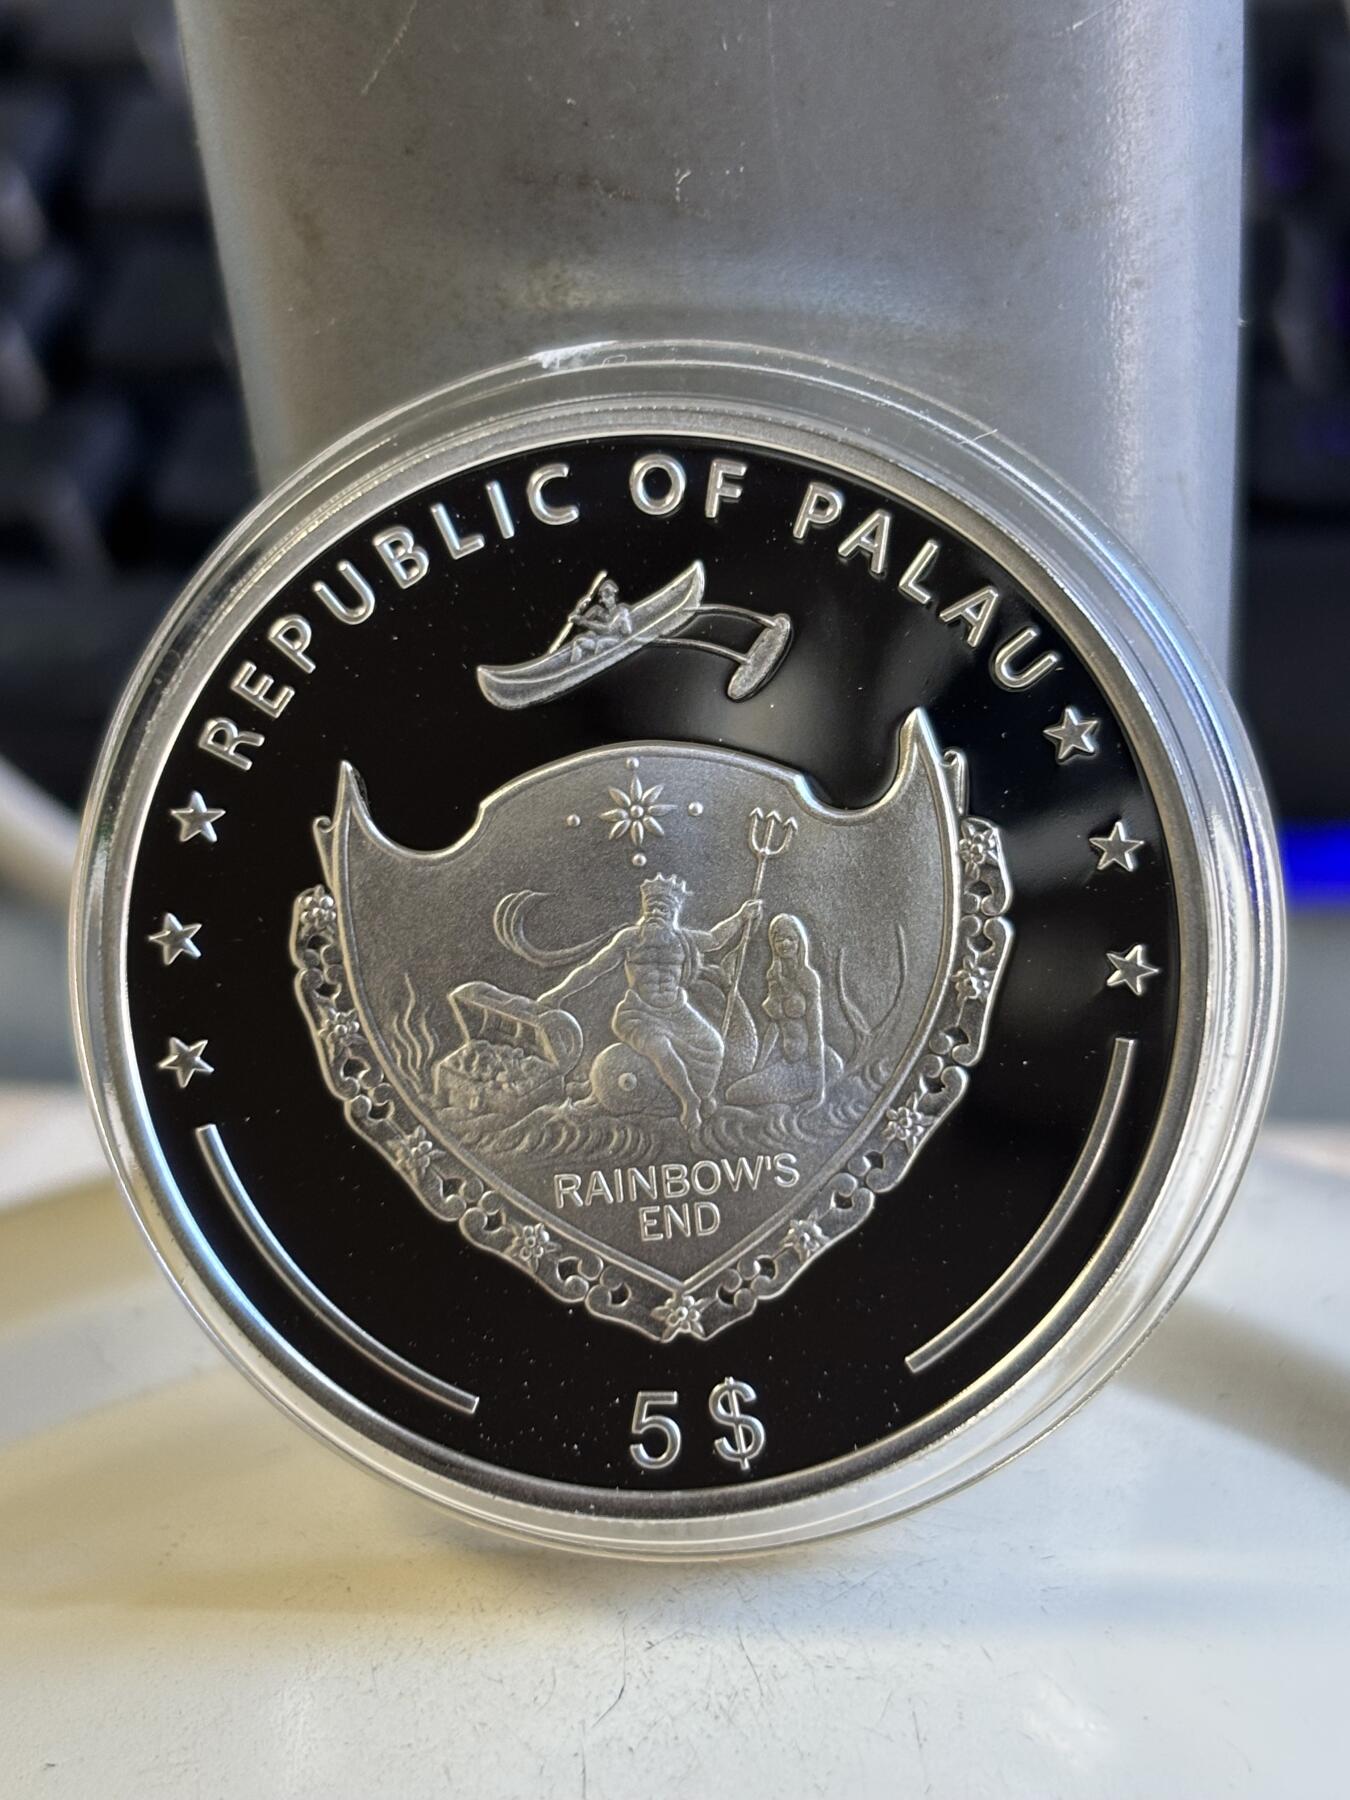 REPUBLIC OF PALAU
RAINBOW'S
END
5 $